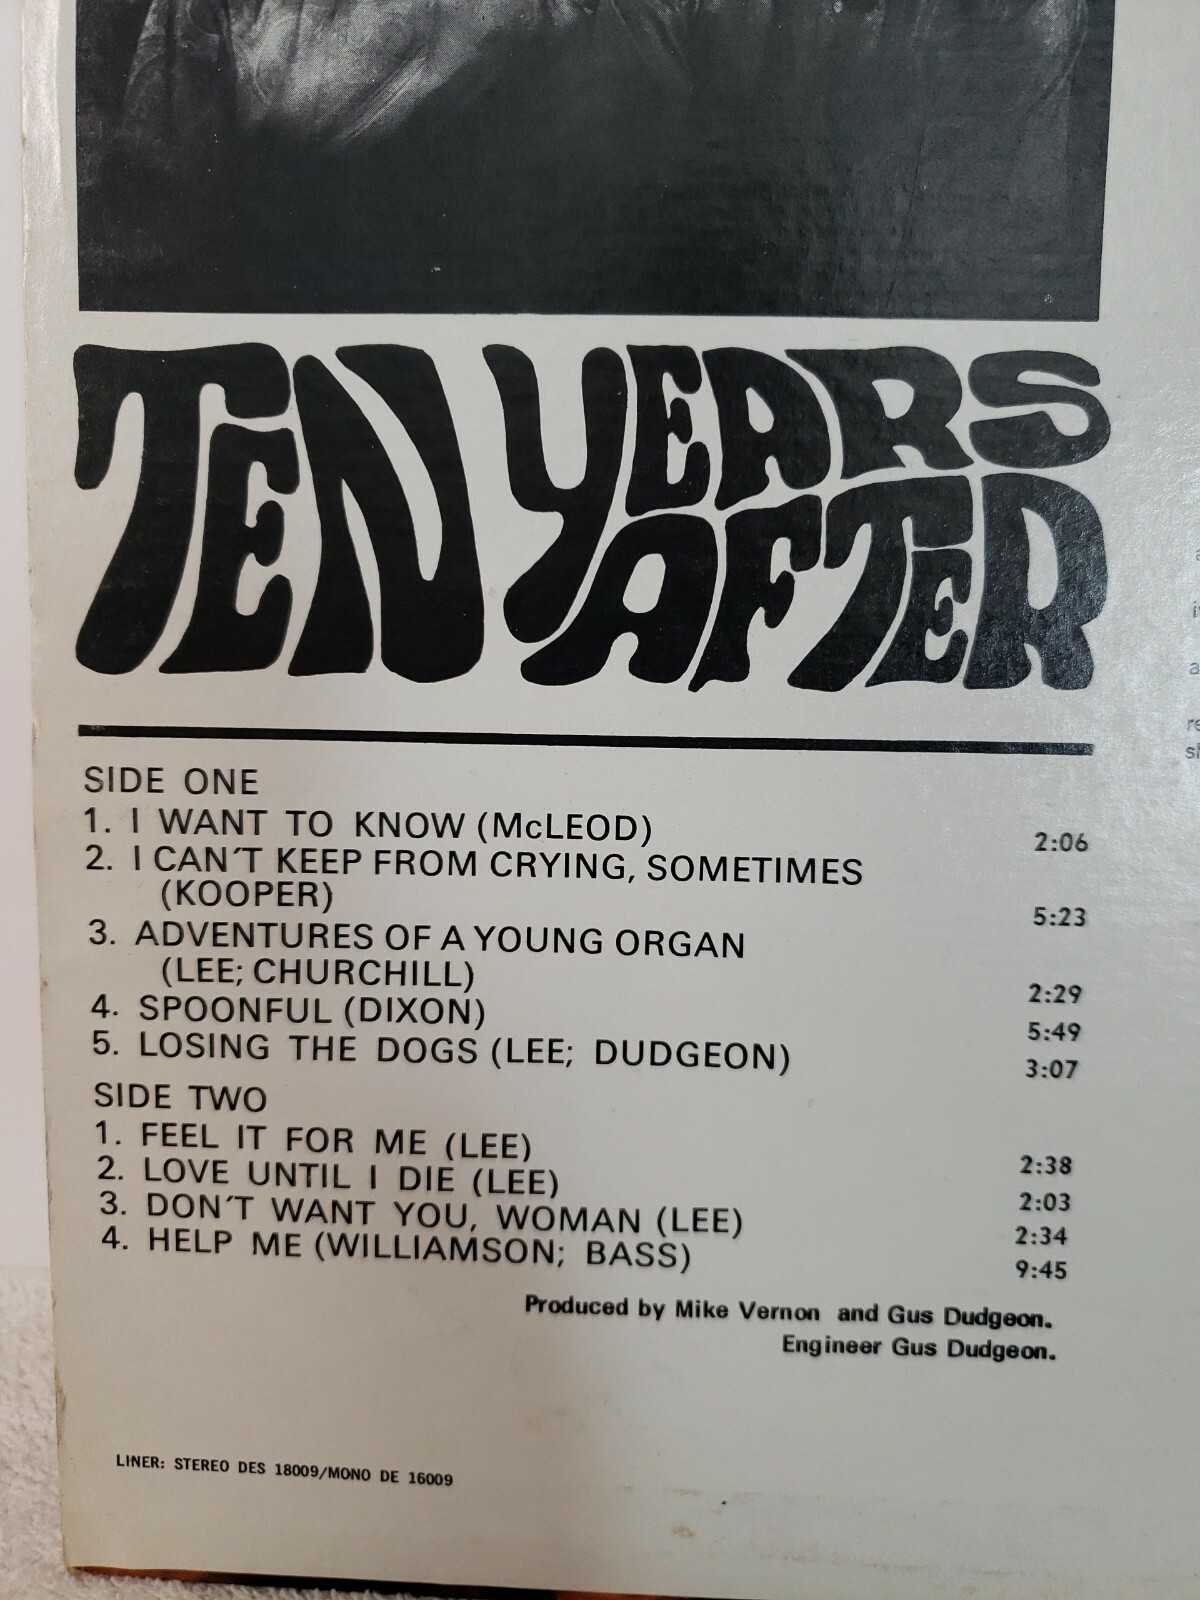 TEN YEARS
AFTER
SIDE ONE
1. I WANT TO KNOW (McLEOD) 2:06
2. I CAN'T KEEP FROM CRYING, SOMETIMES
(KOOPER) 5:23
3. ADVENTURES OF A YOUNG ORGAN
(LEE; CHURCHILL) 2:29
4. SPOONFUL (DIXON) 5:49
5. LOSING THE DOGS (LEE; DUDGEON) 3:07
SIDE TWO
1. FEEL IT FOR ME (LEE) 2:38
2. LOVE UNTIL I DIE (LEE) 2:03
3. DON'T WANT YOU, WOMAN (LEE) 2:34
4. HELP ME (WILLIAMSON; BASS) 9:45
Produced by Mike Vernon and Gus Dudgeon.
Engineer Gus Dudgeon.
LINER: STEREO DES 18009/MONO DE 16009